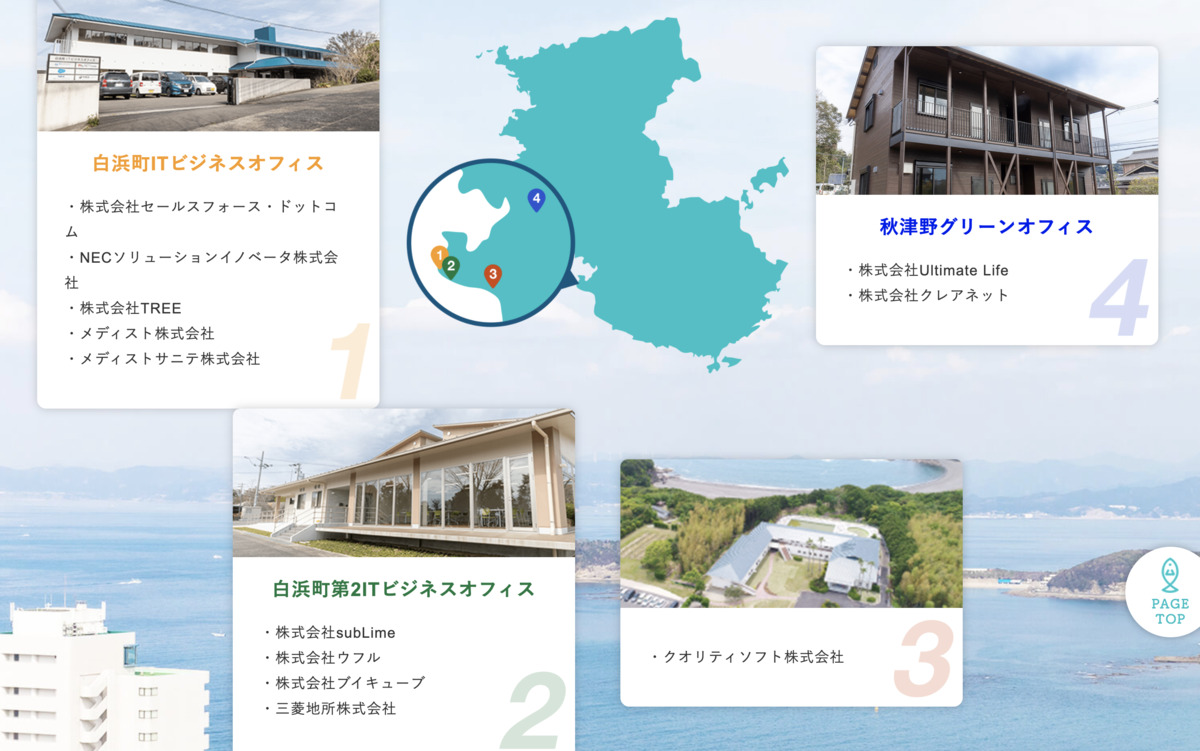 白浜町ITビジネスオフィス
・株式会社セールスフォース・ドットコ
ム
・NECソリューションイノベータ株式会
社
・株式会社TREE
・メディスト株式会社
・メディストサニテ株式会社
1
4
1
2
3
秋津野グリーンオフィス
・株式会社Ultimate Life
・株式会社クレアネット
4
白浜町第2ITビジネスオフィス
・株式会社subLime
・株式会社ウフル
・株式会社ブイキューブ
・三菱地所株式会社
2
・クオリティソフト株式会社
3
PAGE
TOP